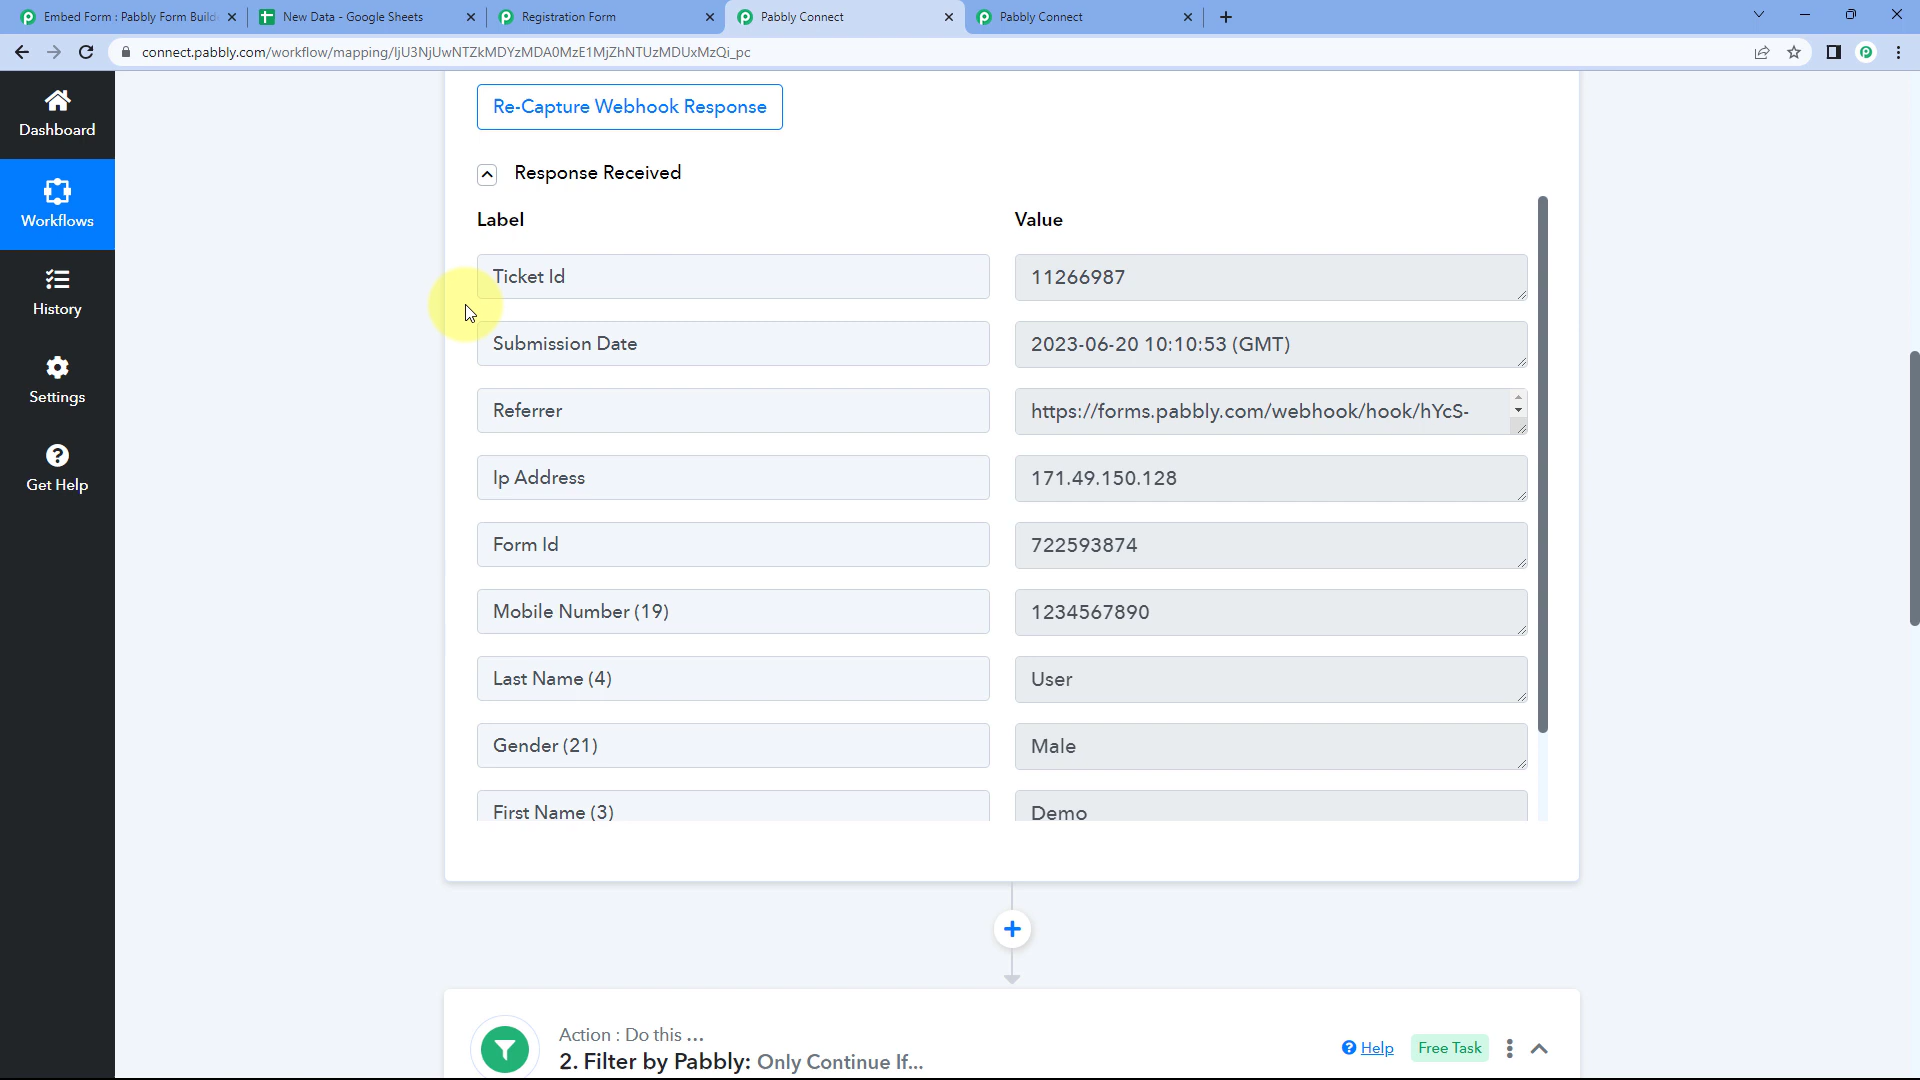 Embed Form : Pabbly Form Build
New Data - Google Sheets
Registration Form
Pabbly Connect
Pabbly Connect
connect.pabbly.com/workflow/mapping/IjU3NjUwNTZkMDYzMDA0MzE1MjZhNTUzMDUxMzQi_pc
Dashboard
Workflows
History
Settings
Get Help
Re-Capture Webhook Response
Response Received
Label Value
Ticket Id 11266987
Submission Date 2023-06-20 10:10:53 (GMT)
Referrer https://forms.pabbly.com/webhook/hook/hYcS-
Ip Address 171.49.150.128
Form Id 722593874
Mobile Number (19) 1234567890
Last Name (4) User
Gender (21) Male
First Name (3) Demo
Action : Do this ...
2. Filter by Pabbly: Only Continue If...
Help
Free Task